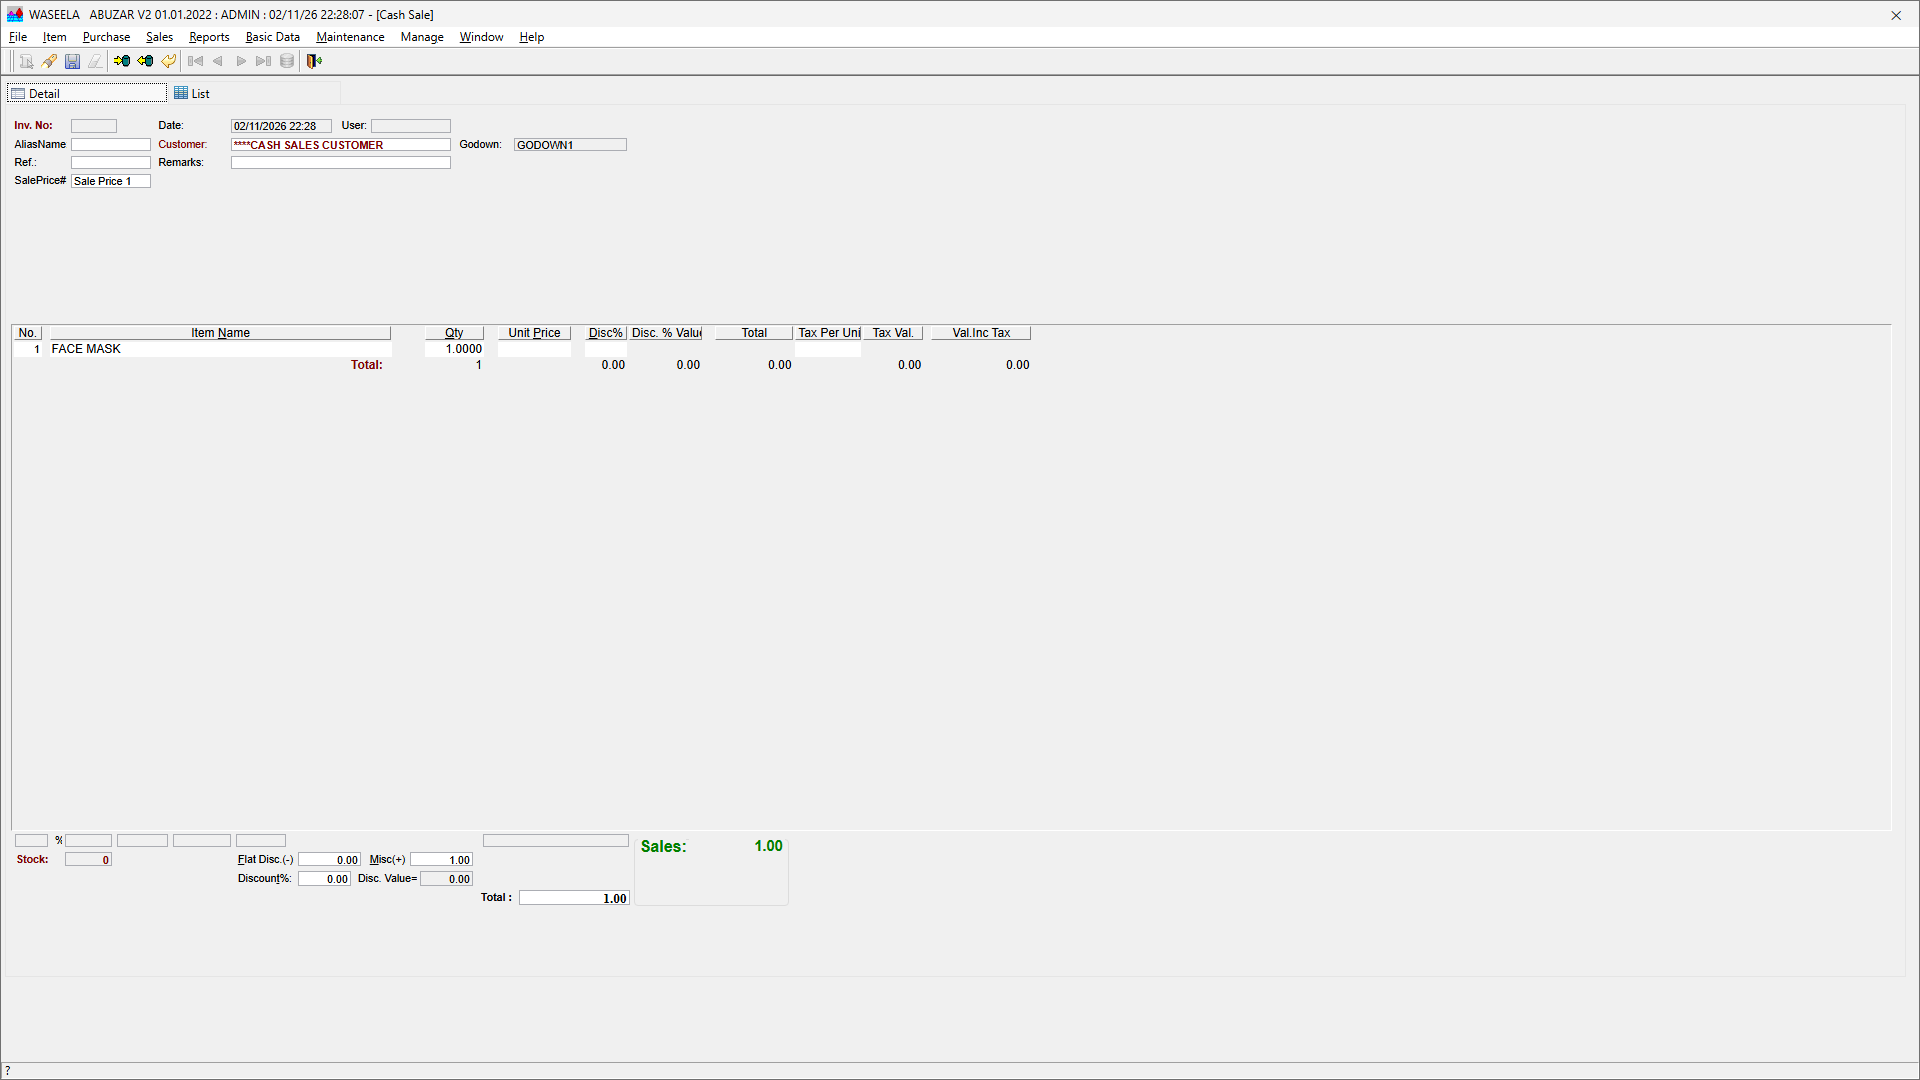 WASEELA ABUZAR V2 01.01.2022 : ADMIN : 02/11/26 22:28:07 - [Cash Sale]
File Item Purchase Sales Reports Basic Data Maintenance Manage Window Help
Detail List
Inv. No: Date: 02/11/2026 22:28 User:
AliasName Customer: ****CASH SALES CUSTOMER Godown: GODOWN1
Ref.: Remarks:
SalePrice# Sale Price 1
No. Item Name Qty Unit Price Disc% Disc. % Valu Total Tax Per Uni Tax Val. Val.Inc Tax
1 FACE MASK 1.0000
Total: 1 0.00 0.00 0.00 0.00 0.00
%
Sales: 1.00
Stock: 0 Flat Disc.(-) 0.00 Misc(+) 1.00
Discount%: 0.00 Disc. Value= 0.00
Total : 1.00
?